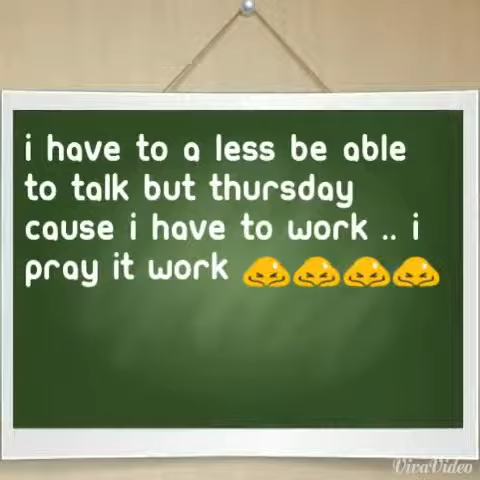 i have to a less be able
to talk but thursday
cause i have to work .. i
pray it work 🙇🙇🙇🙇
VivaVideo